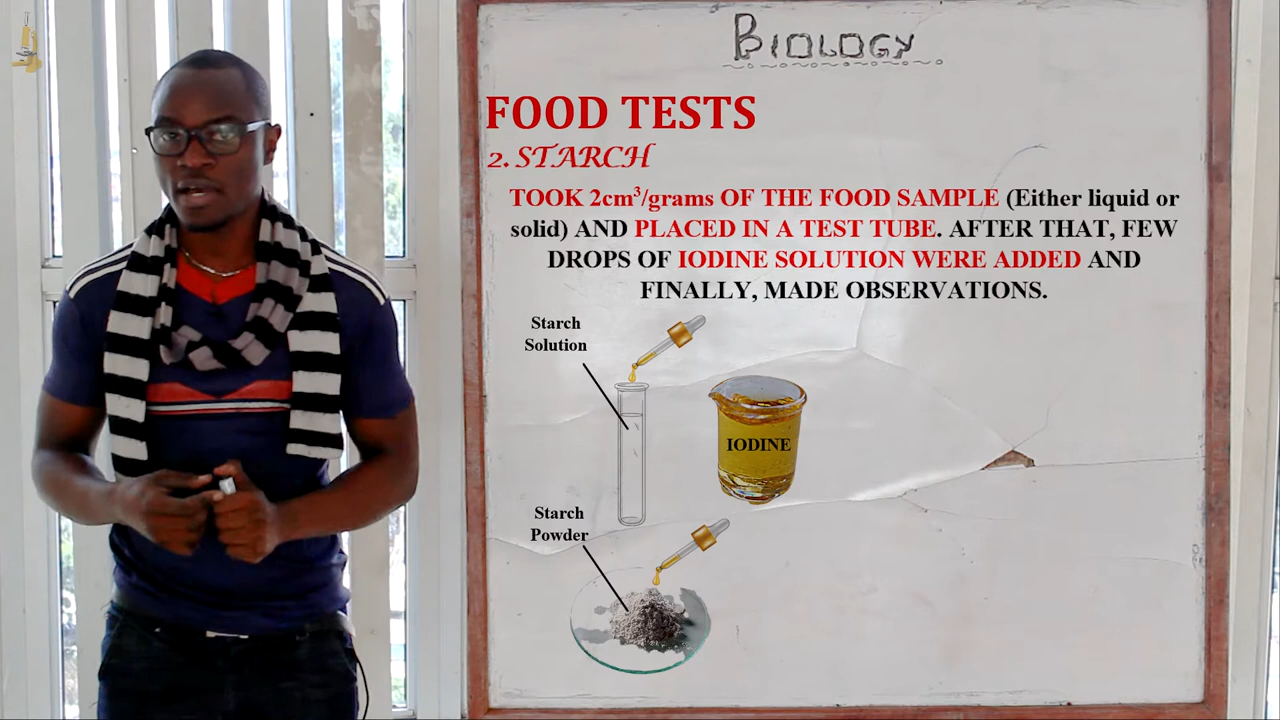 BIOLOGY
FOOD TESTS
2. STARCH
TOOK 2cm³/grams OF THE FOOD SAMPLE (Either liquid or
solid) AND PLACED IN A TEST TUBE. AFTER THAT, FEW
DROPS OF IODINE SOLUTION WERE ADDED AND
FINALLY, MADE OBSERVATIONS.
Starch
Solution
IODINE
Starch
Powder